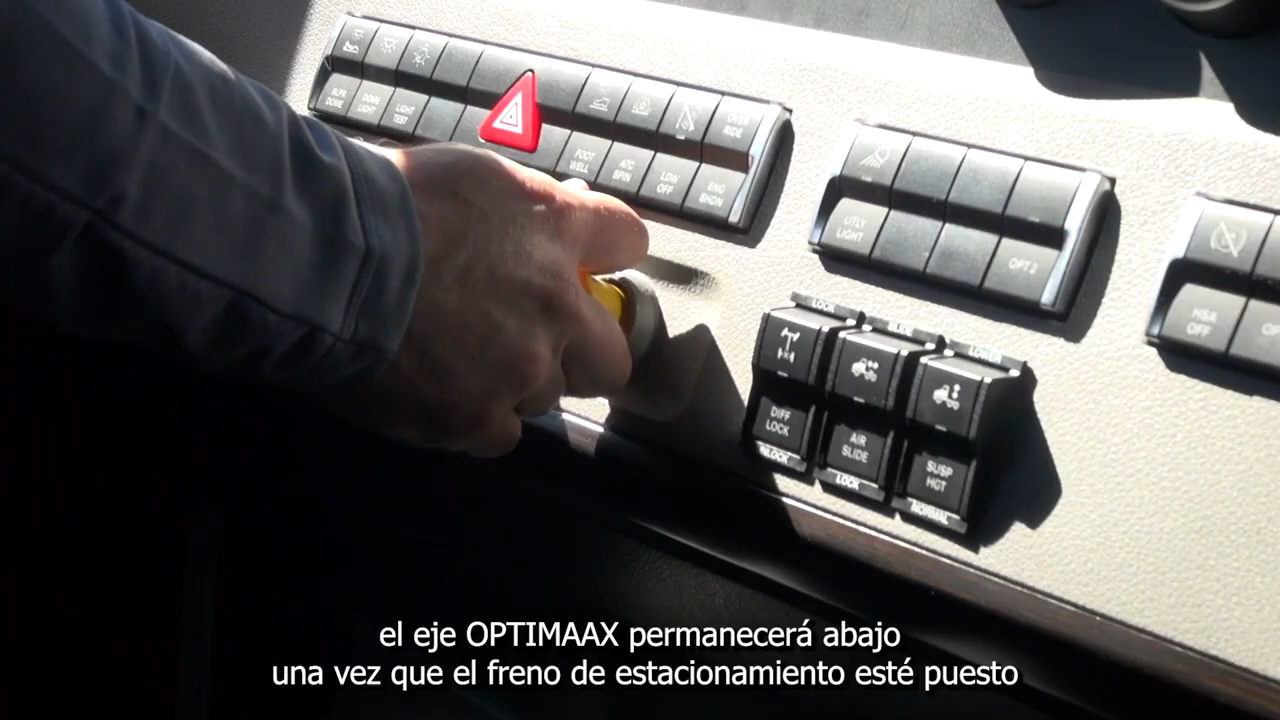 SLPR DOME
DOME LIGHT
LIGHT TEST
FOOT WELL
ATC SPIN
LOW OFF
OVER RIDE
ENG SHDN
UTLY LIGHT
OPT 2
HSA OFF
LOCK
SLIDE
LOWER
DIFF LOCK
AIR SLIDE
SUSP HGT
LOCK
NORMAL
el eje OPTIMAAX permanecerá abajo
una vez que el freno de estacionamiento esté puesto